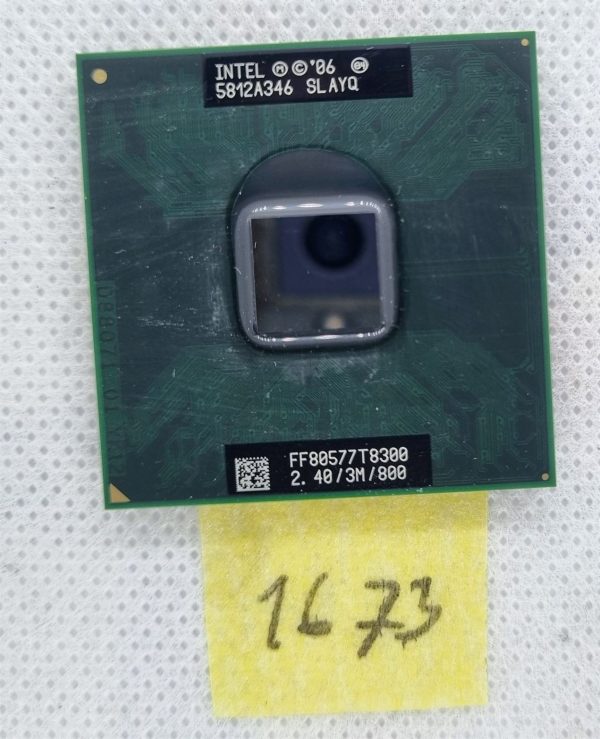 INTEL Ⓜ©'06
5812A346 SLAYQ
FF80577T8300
2.40/3M/800
1673